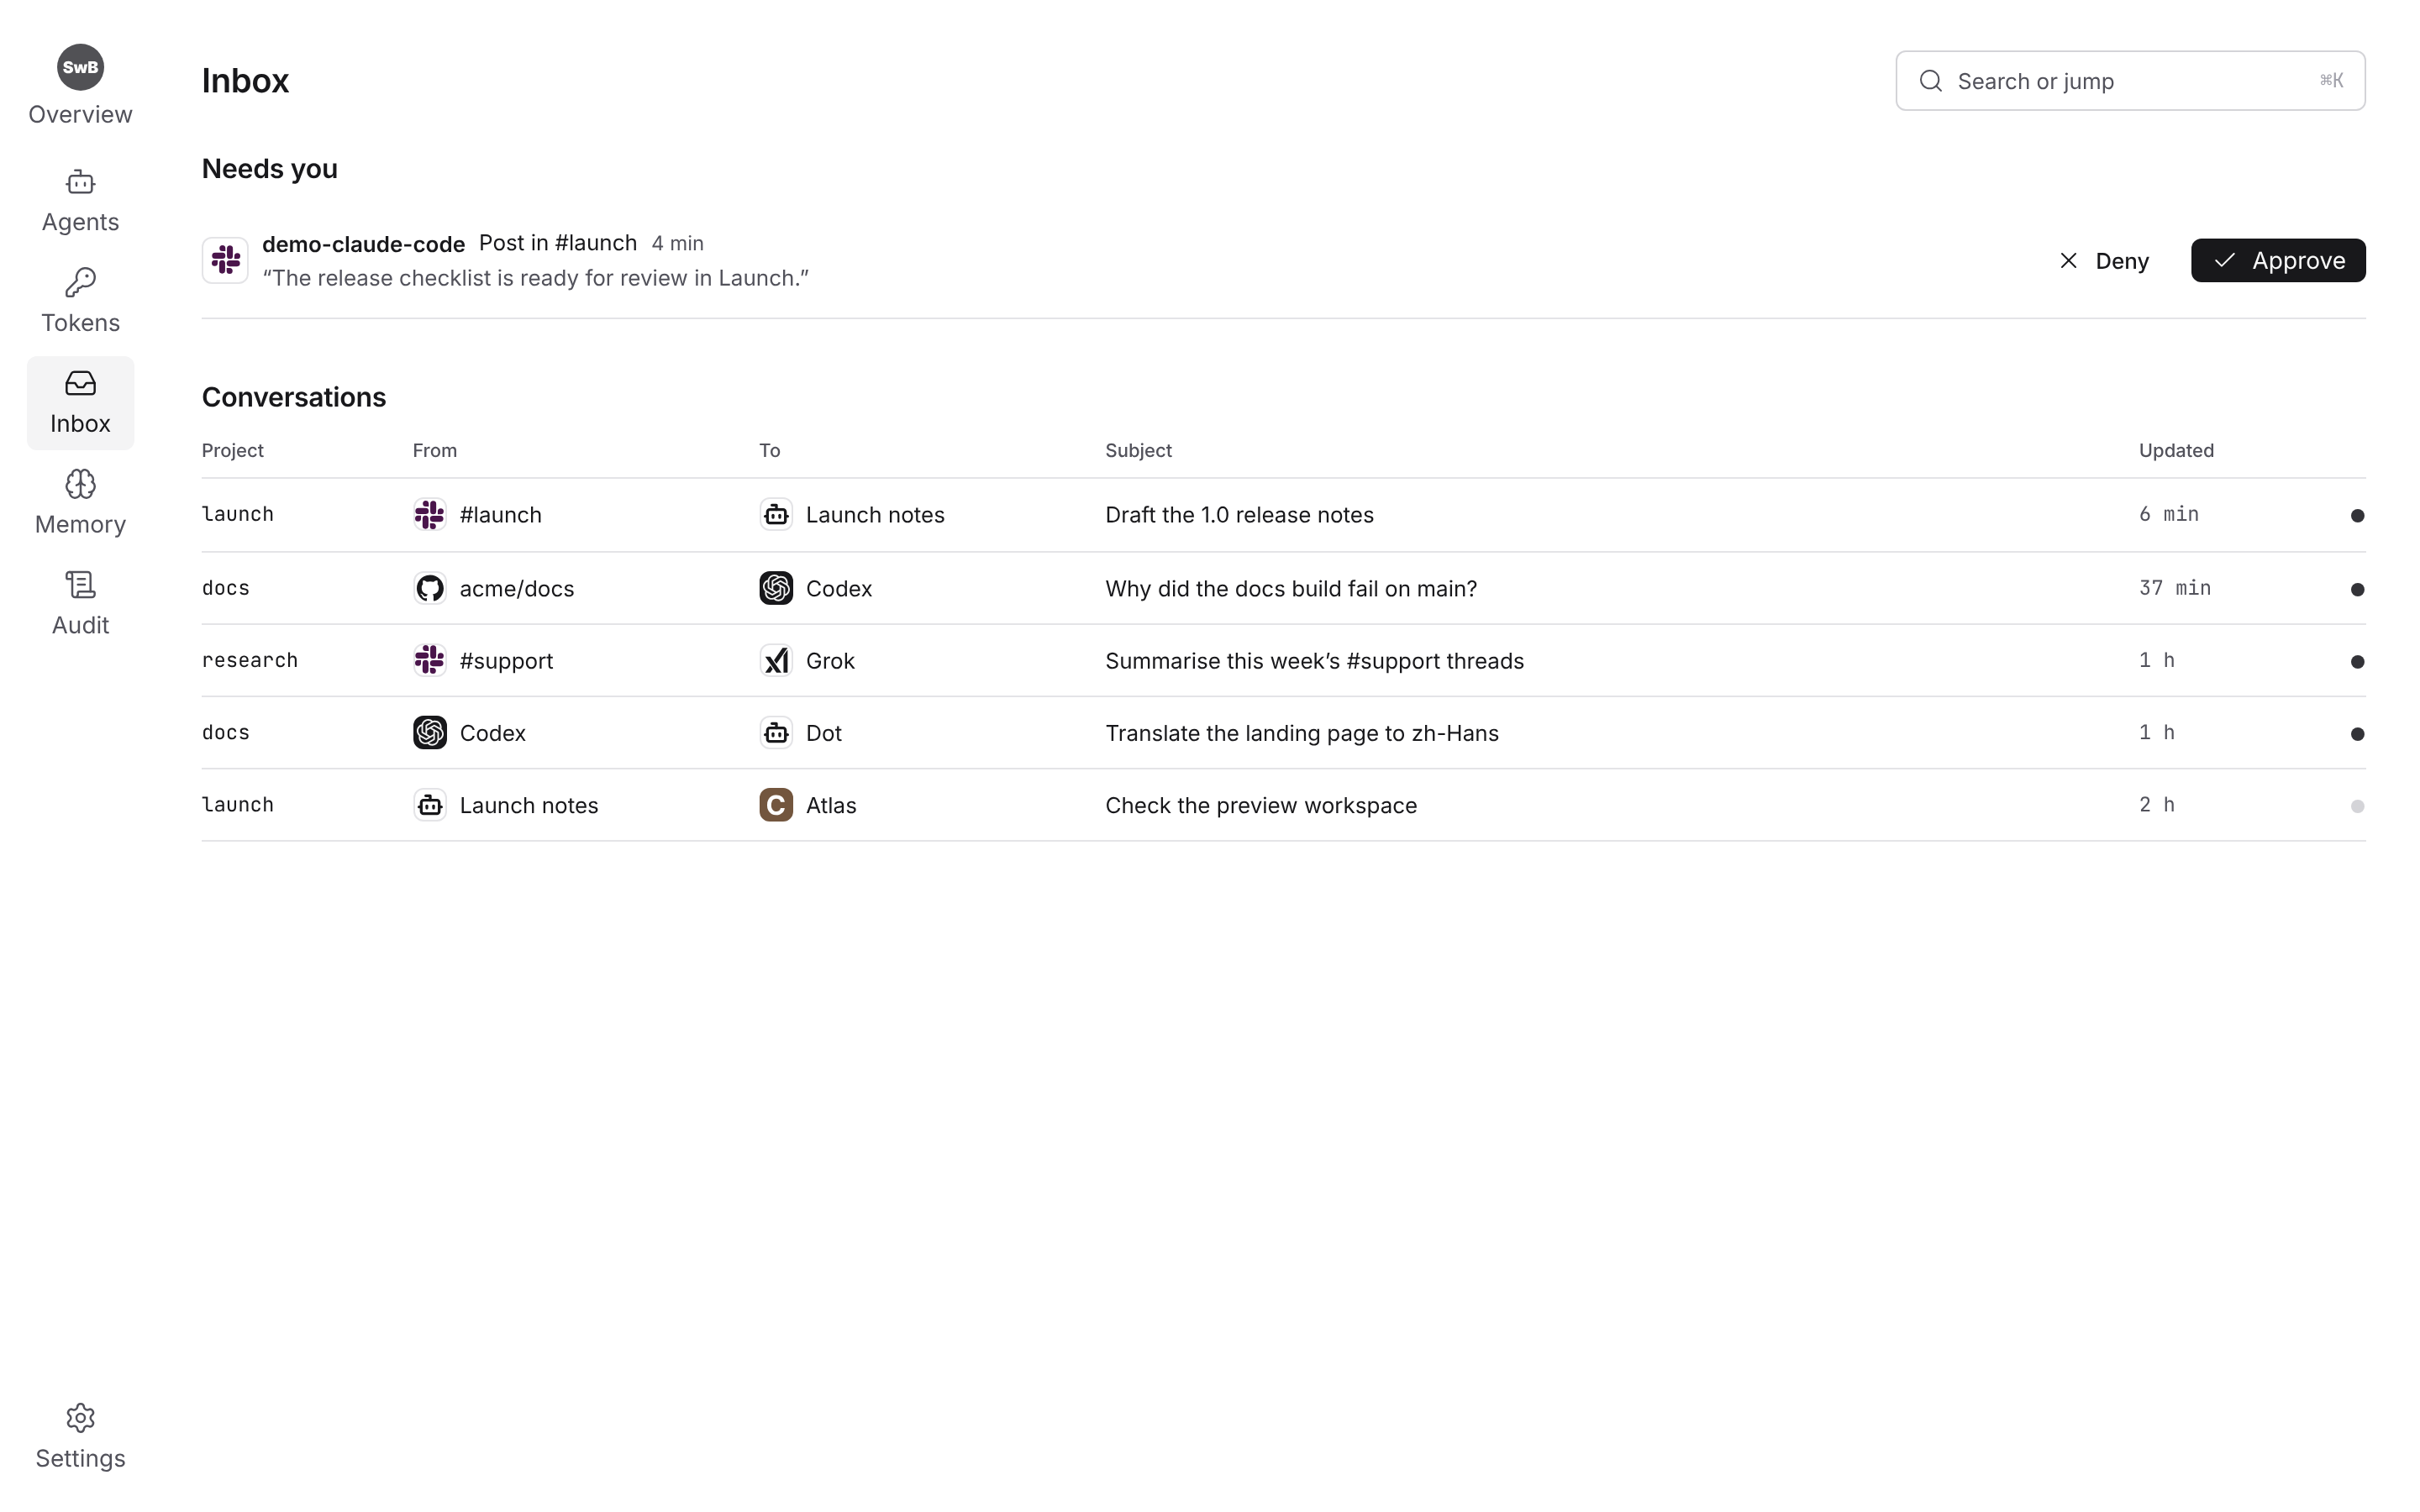 SwB
Overview
Agents
Tokens
Inbox
Memory
Audit
Settings
Inbox
Search or jump ⌘K
Needs you
demo-claude-code Post in #launch 4 min
“The release checklist is ready for review in Launch.”
Deny
Approve
Conversations
Project From To Subject Updated
launch #launch Launch notes Draft the 1.0 release notes 6 min
docs acme/docs Codex Why did the docs build fail on main? 37 min
research #support Grok Summarise this week’s #support threads 1 h
docs Codex Dot Translate the landing page to zh-Hans 1 h
launch Launch notes C Atlas Check the preview workspace 2 h